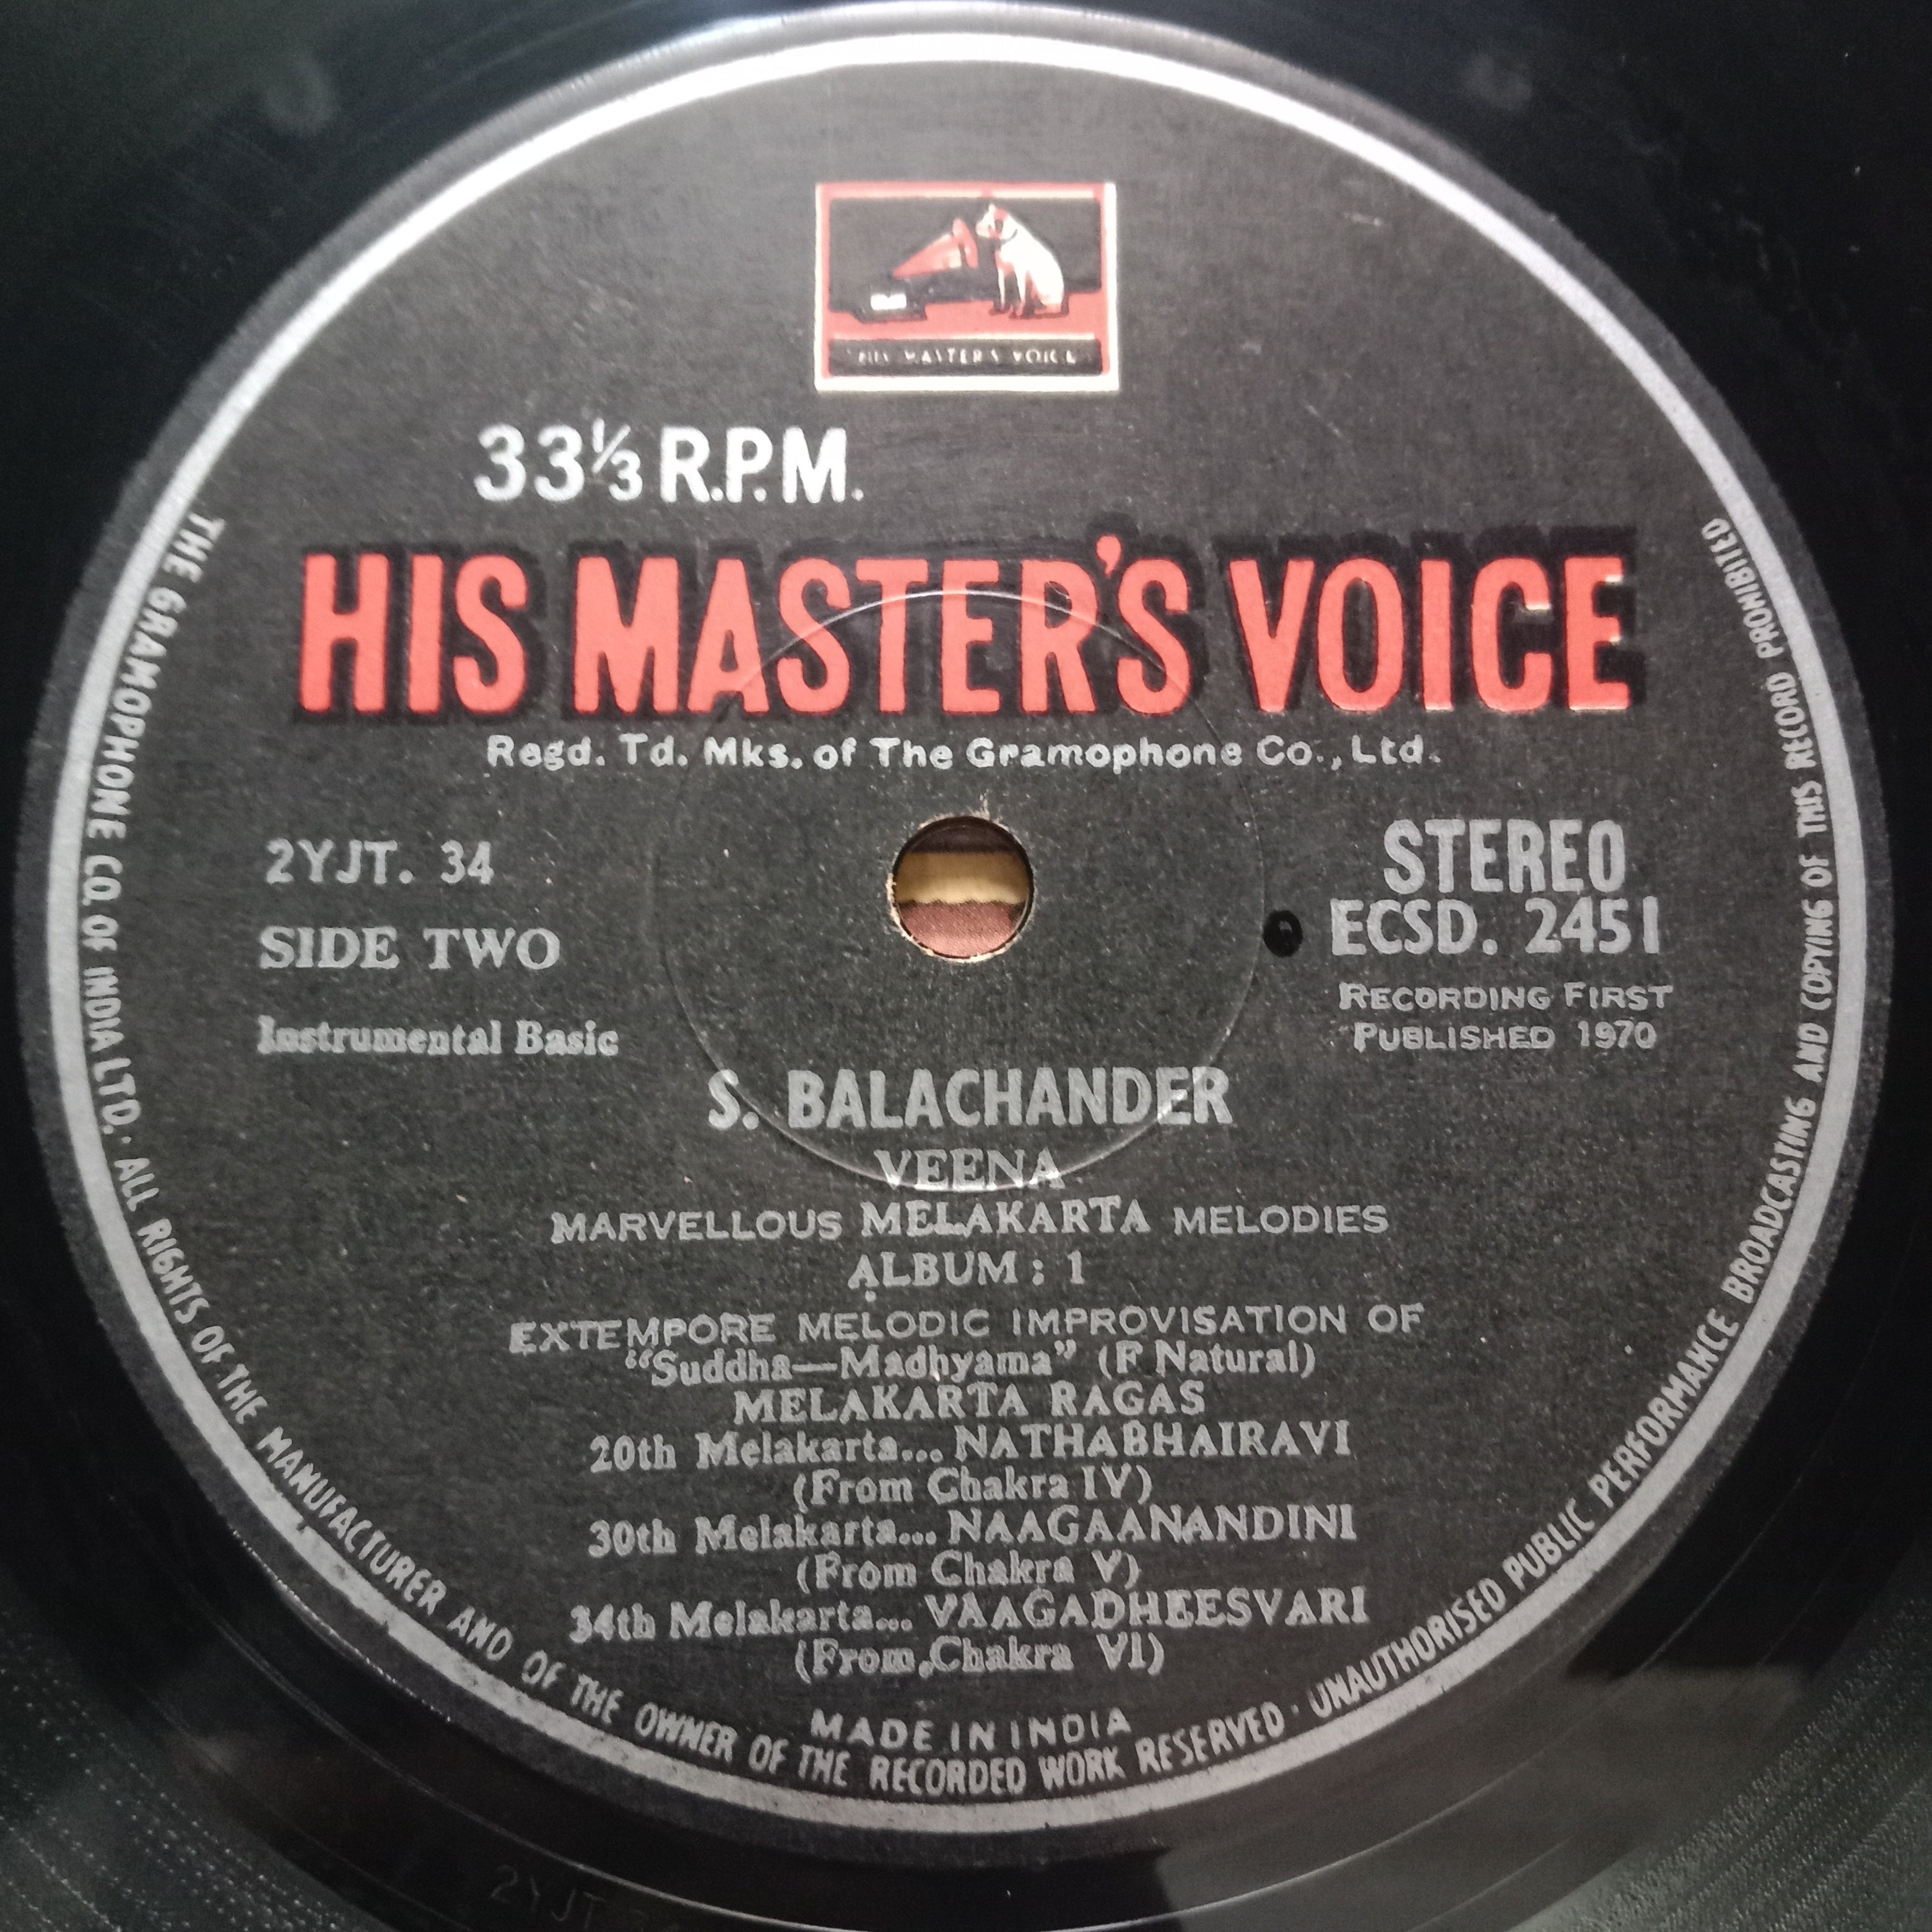 HIS MASTER'S VOICE
33⅓ R.P.M.
HIS MASTER'S VOICE
Regd. Td. Mks. of The Gramophone Co., Ltd.
2YJT. 34
SIDE TWO
Instrumental Basic
STEREO
ECSD. 2451
RECORDING FIRST
PUBLISHED 1970
S. BALACHANDER
VEENA
MARVELLOUS MELAKARTA MELODIES
ALBUM : 1
EXTEMPORE MELODIC IMPROVISATION OF
"Suddha—Madhyama" (F Natural)
MELAKARTA RAGAS
20th Melakarta... NATHABHAIRAVI
(From Chakra IV)
30th Melakarta... NAAGAANANDINI
(From Chakra V)
34th Melakarta... VAAGADHEESVARI
(From Chakra VI)
MADE IN INDIA
THE GRAMOPHONE CO. OF INDIA LTD. · ALL RIGHTS OF THE MANUFACTURER AND OF THE OWNER OF THE RECORDED WORK RESERVED · UNAUTHORISED PUBLIC PERFORMANCE BROADCASTING AND COPYING OF THIS RECORD PROHIBITED
2YJT